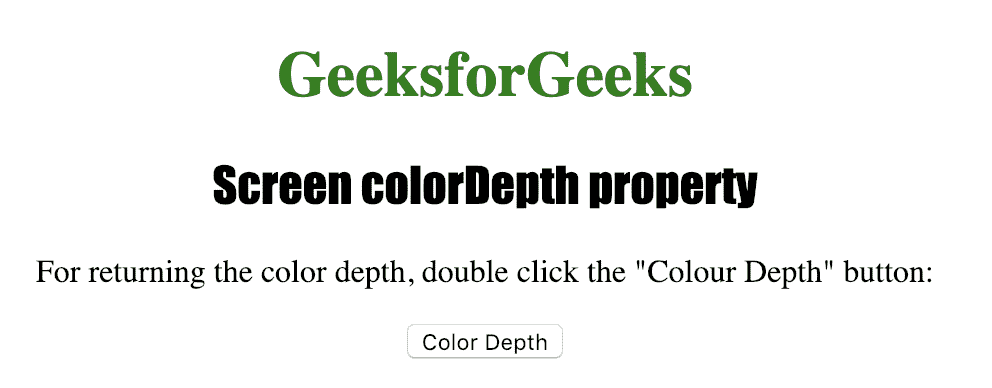 GeeksforGeeks
Screen colorDepth property
For returning the color depth, double click the "Colour Depth" button:
Color Depth